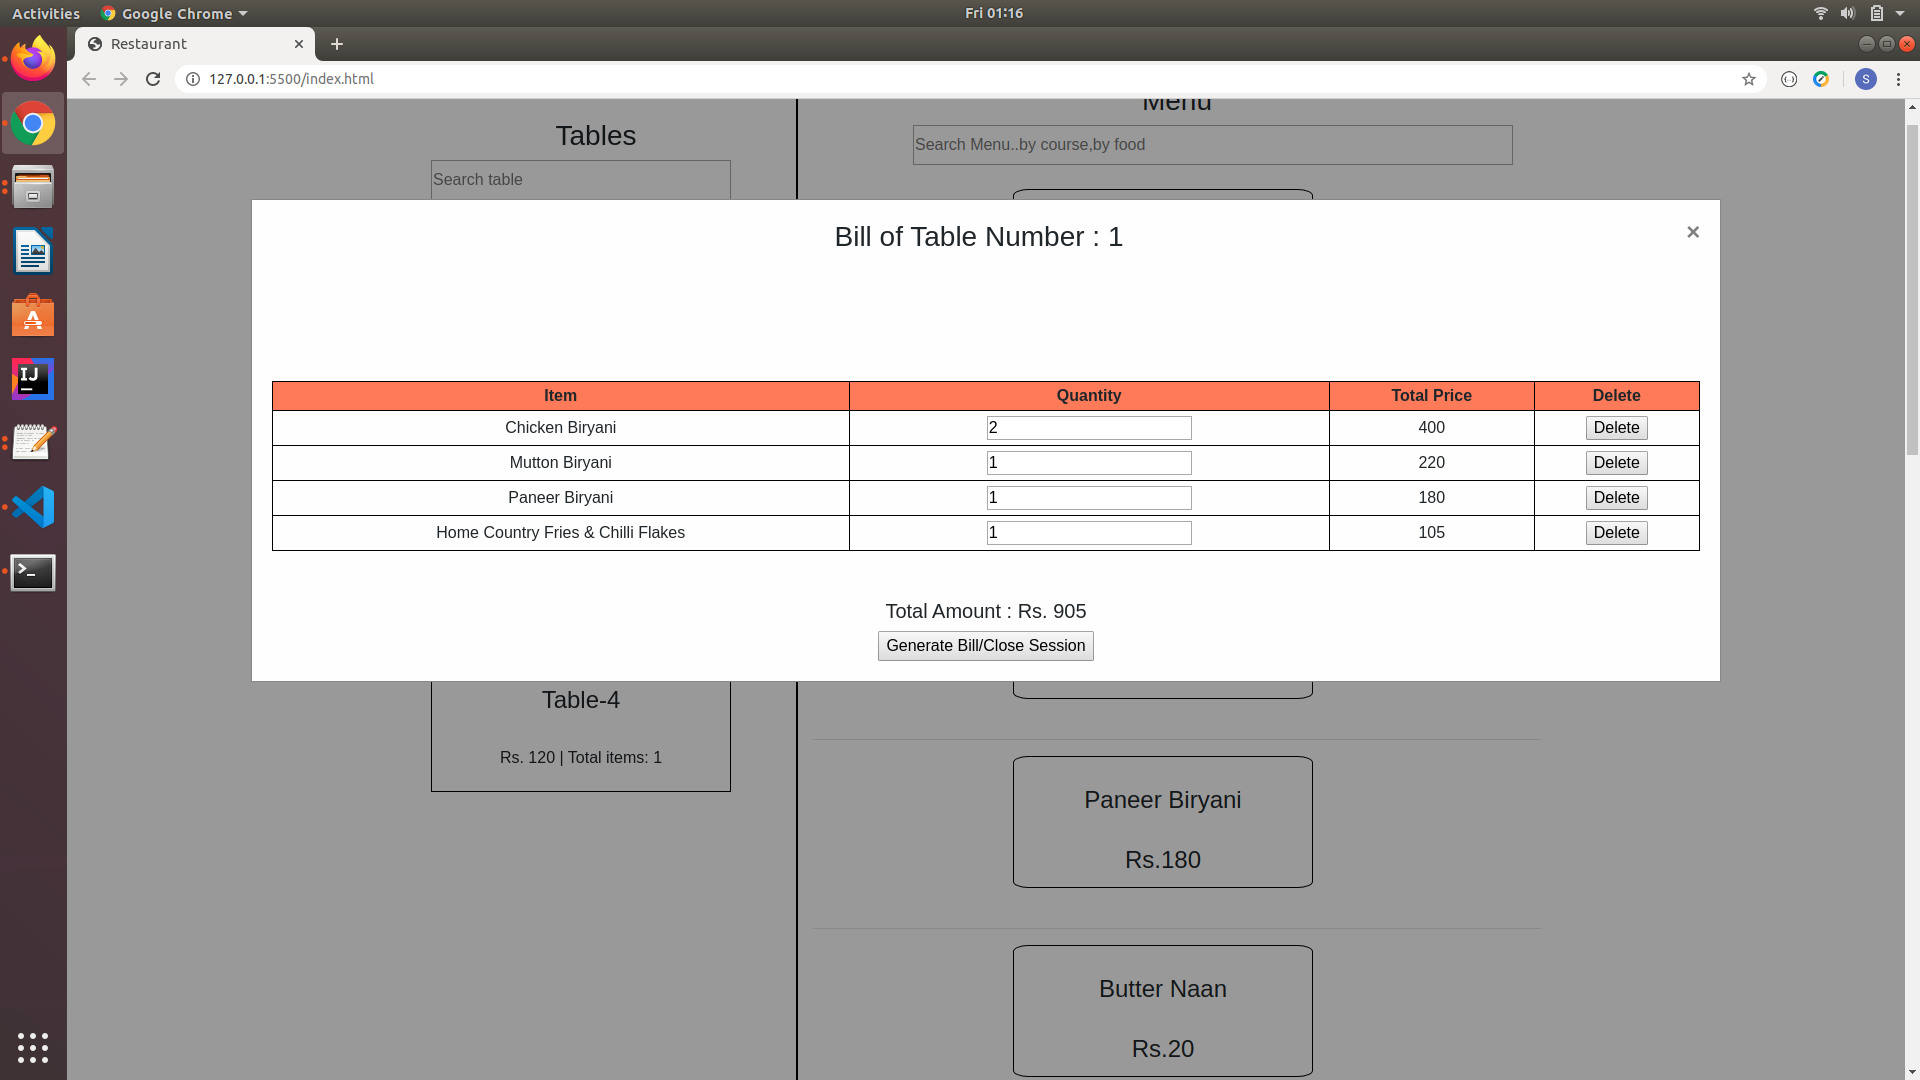 Activities
Google Chrome
Fri 01:16
Restaurant
127.0.0.1:5500/index.html
S
Tables
Search table
Menu
Search Menu..by course,by food
Bill of Table Number : 1
×
Item Quantity Total Price Delete
Chicken Biryani 2 400 Delete
Mutton Biryani 1 220 Delete
Paneer Biryani 1 180 Delete
Home Country Fries & Chilli Flakes 1 105 Delete
Total Amount : Rs. 905
Generate Bill/Close Session
Table-4
Rs. 120 | Total items: 1
Paneer Biryani
Rs.180
Butter Naan
Rs.20
IJ